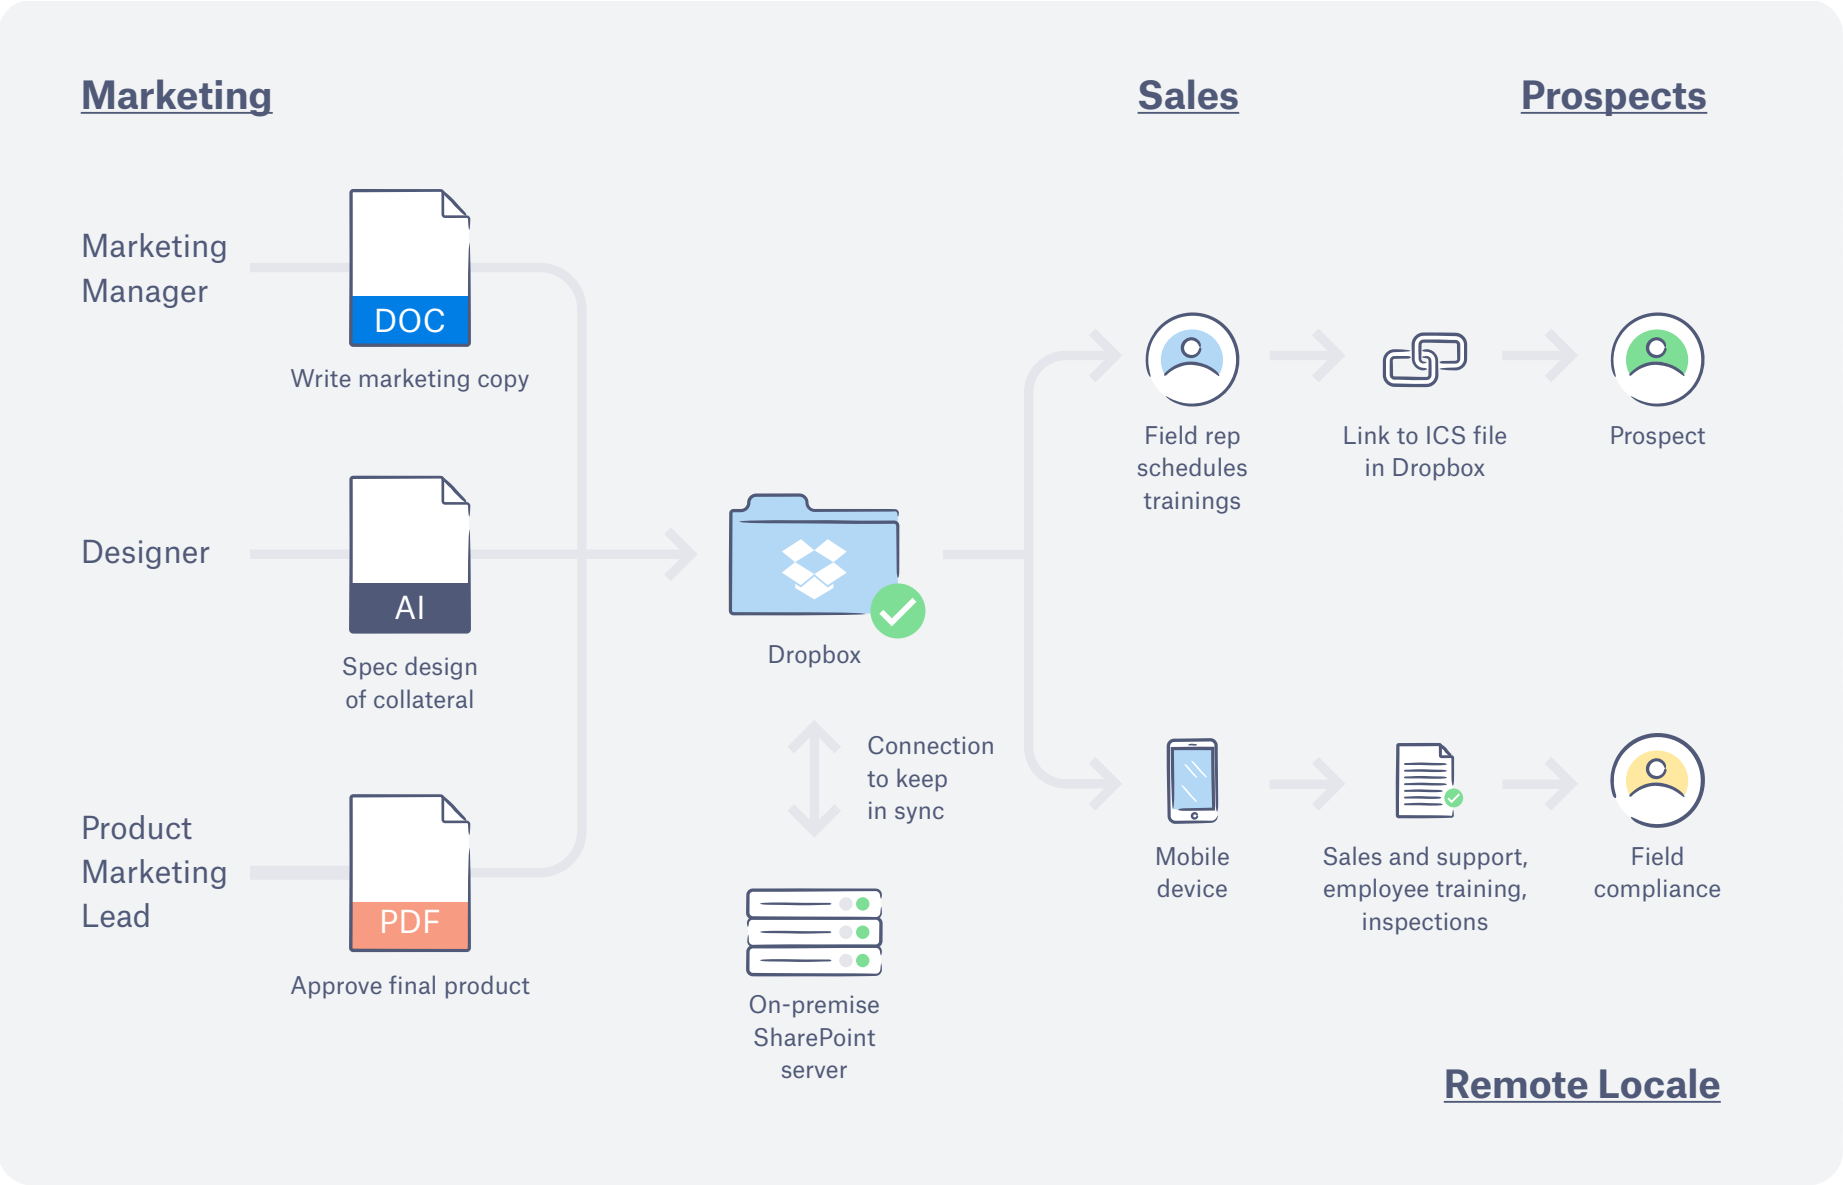 Marketing
Sales
Prospects
Marketing
Manager
DOC
Write marketing copy
Designer
AI
Spec design
of collateral
Product
Marketing
Lead
PDF
Approve final product
Dropbox
Connection
to keep
in sync
On-premise
SharePoint
server
Field rep
schedules
trainings
Link to ICS file
in Dropbox
Prospect
Mobile
device
Sales and support,
employee training,
inspections
Field
compliance
Remote Locale